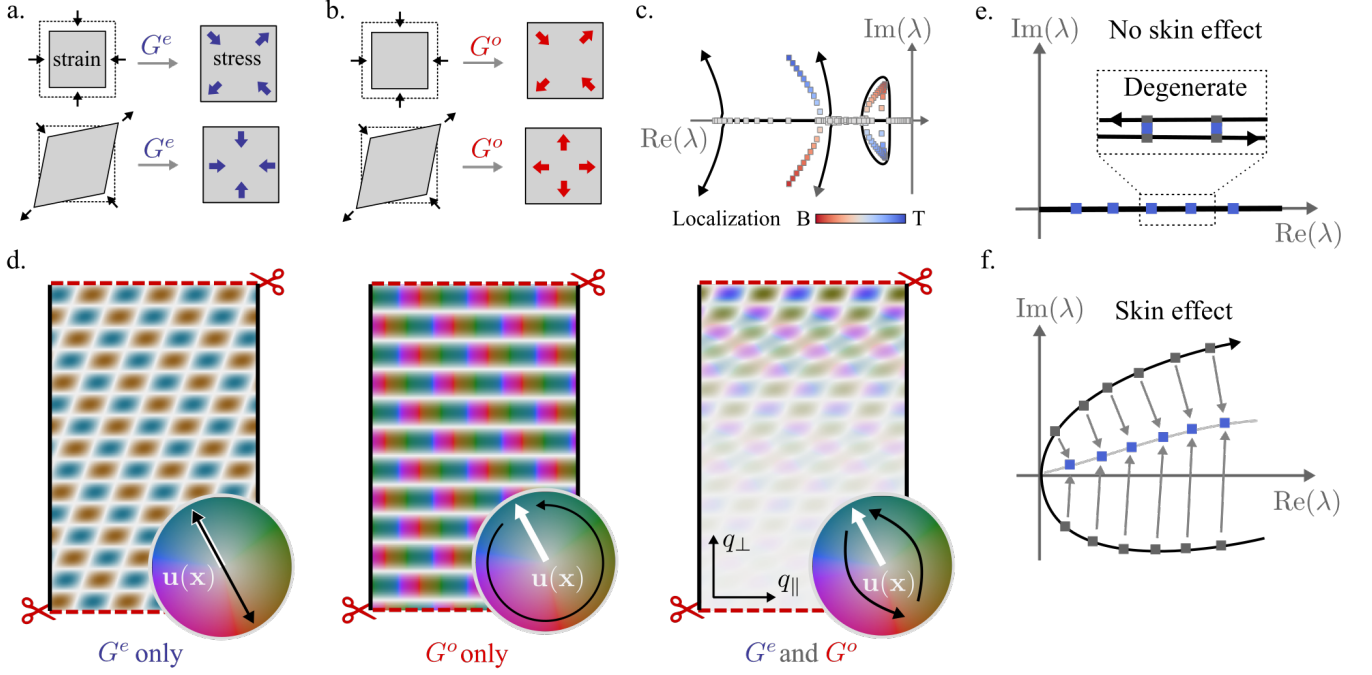 a.
strain
G^e
stress
G^e
b.
G^o
G^o
c.
Im(λ)
Re(λ)
Localization B T
e.
No skin effect
Degenerate
Re(λ)
d.
u(x)
G^e only
u(x)
G^o only
q_⊥
q_∥
u(x)
G^e and G^o
f.
Im(λ)
Skin effect
Re(λ)